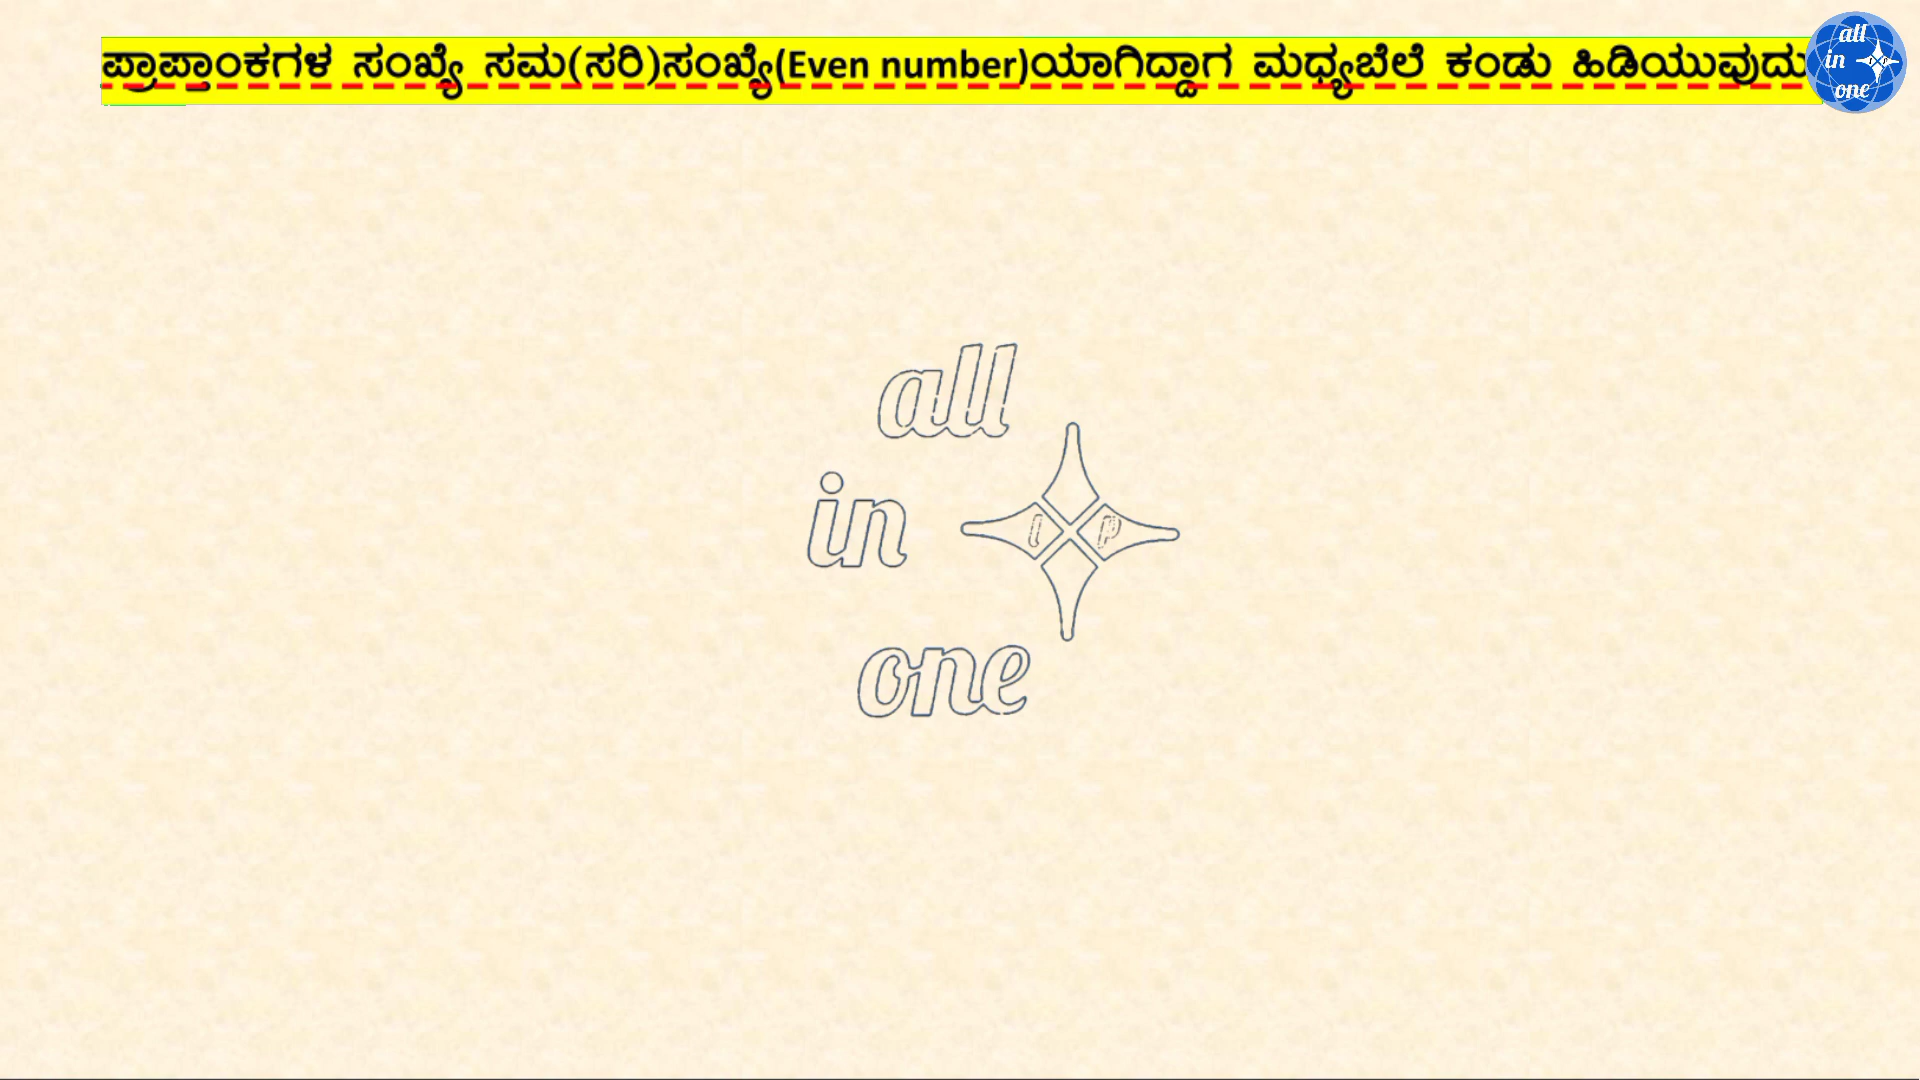 ಪ್ರಾಪ್ತಾಂಕಗಳ ಸಂಖ್ಯೆ ಸಮ(ಸರಿ)ಸಂಖ್ಯೆ(Even number)ಯಾಗಿದ್ದಾಗ ಮಧ್ಯಬೆಲೆ ಕಂಡು ಹಿಡಿಯುವುದು
all
in
one
all
in
one